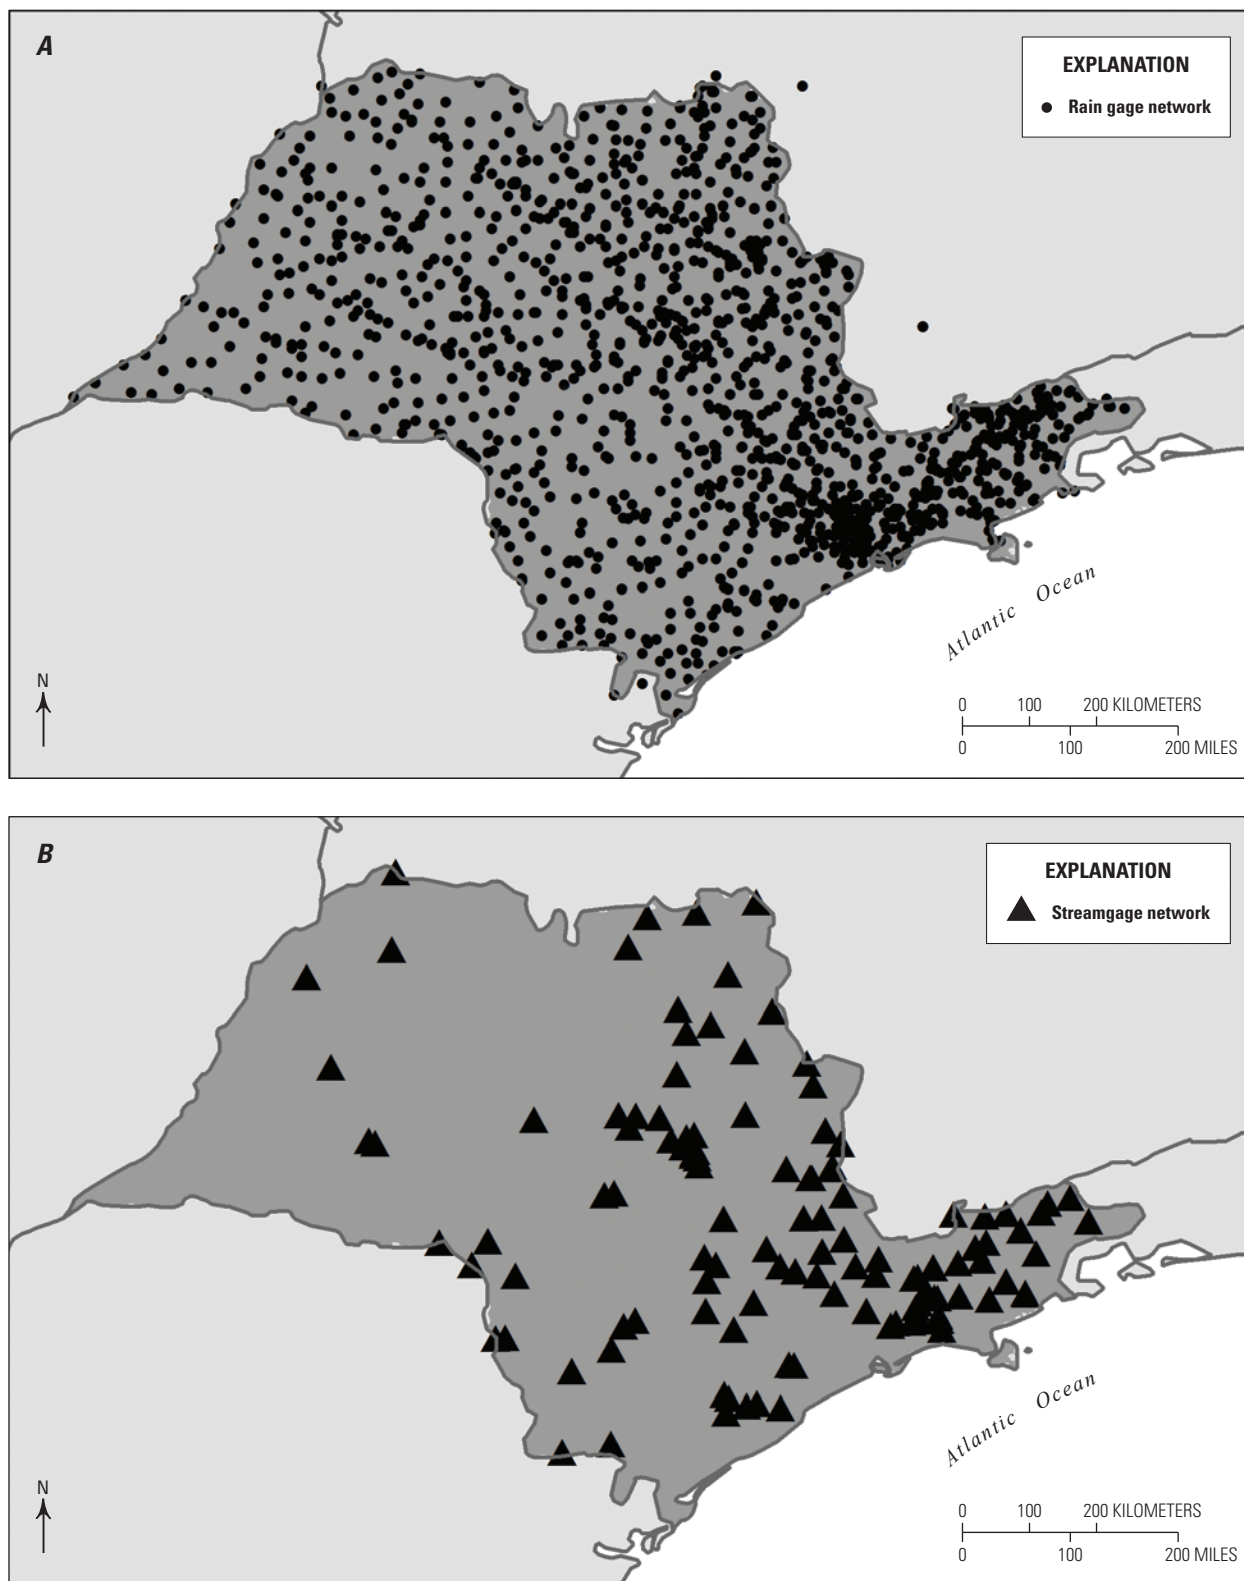 A
EXPLANATION
Rain gage network
Atlantic Ocean
N
0 100 200 KILOMETERS
0 100 200 MILES
B
EXPLANATION
Streamgage network
Atlantic Ocean
N
0 100 200 KILOMETERS
0 100 200 MILES